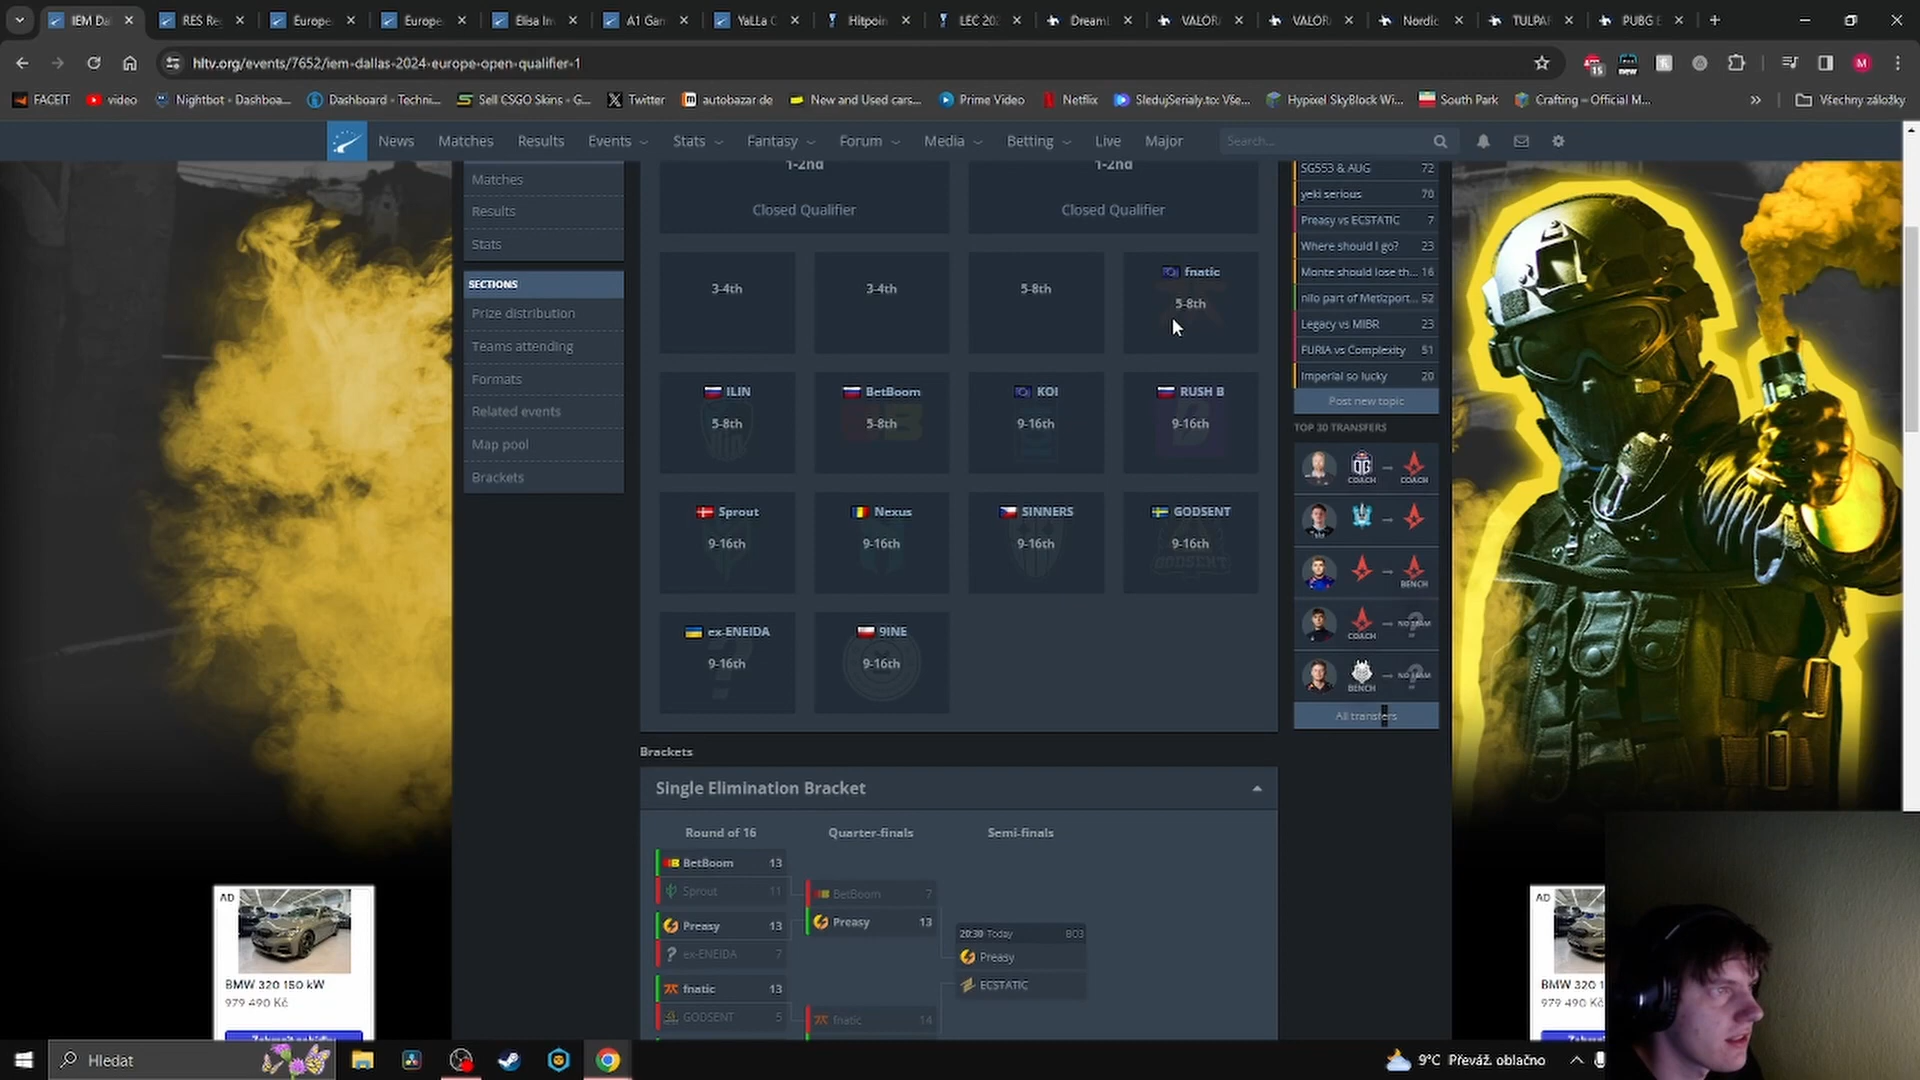 IEM Da
RES Re
Europe
Europe
Elisa In
A1 Gam
YaLLa C
Hitpoin
LEC 202
DreamL
VALOR
VALOR
Nordic
TULPA
PUBG E
hltv.org/events/7652/iem-dallas-2024-europe-open-qualifier-1
15
new
M
FACEIT
video
Nightbot - Dashboa...
Dashboard - Techni...
Sell CSGO Skins - G...
Twitter
autobazar de
New and Used cars...
Prime Video
Netflix
SledujSerialy.to: Vše...
Hypixel SkyBlock Wi...
South Park
Crafting – Official M...
»
Všechny záložky
News
Matches
Results
Events
Stats
Fantasy
Forum
Media
Betting
Live
Major
Search...
Matches
Results
Stats
SECTIONS
Prize distribution
Teams attending
Formats
Related events
Map pool
Brackets
1-2nd
Closed Qualifier
1-2nd
Closed Qualifier
3-4th
3-4th
5-8th
fnatic
5-8th
ILIN
5-8th
BetBoom
5-8th
KOI
9-16th
RUSH B
9-16th
Sprout
9-16th
Nexus
9-16th
SINNERS
9-16th
GODSENT
9-16th
ex-ENEIDA
9-16th
9INE
9-16th
Brackets
Single Elimination Bracket
Round of 16
Quarter-finals
Semi-finals
BetBoom 13
Sprout 11
Preasy 13
ex-ENEIDA 7
fnatic 13
GODSENT 5
BetBoom 7
Preasy 13
fnatic 14
20:30 Today BO3
Preasy
ECSTATIC
SG553 & AUG 72
yeki serious 70
Preasy vs ECSTATIC 7
Where should I go? 23
Monte should lose th... 16
nilo part of Metizport... 52
Legacy vs MIBR 23
FURIA vs Complexity 51
Imperial so lucky 20
Post new topic
TOP 30 TRANSFERS
COACH
COACH
BENCH
COACH
NO TEAM
BENCH
NO TEAM
All transfers
AD
BMW 320 150 kW
979 490 Kč
AD
BMW 320 1
979 490 Kč
Hledat
9°C Převáž. oblačno